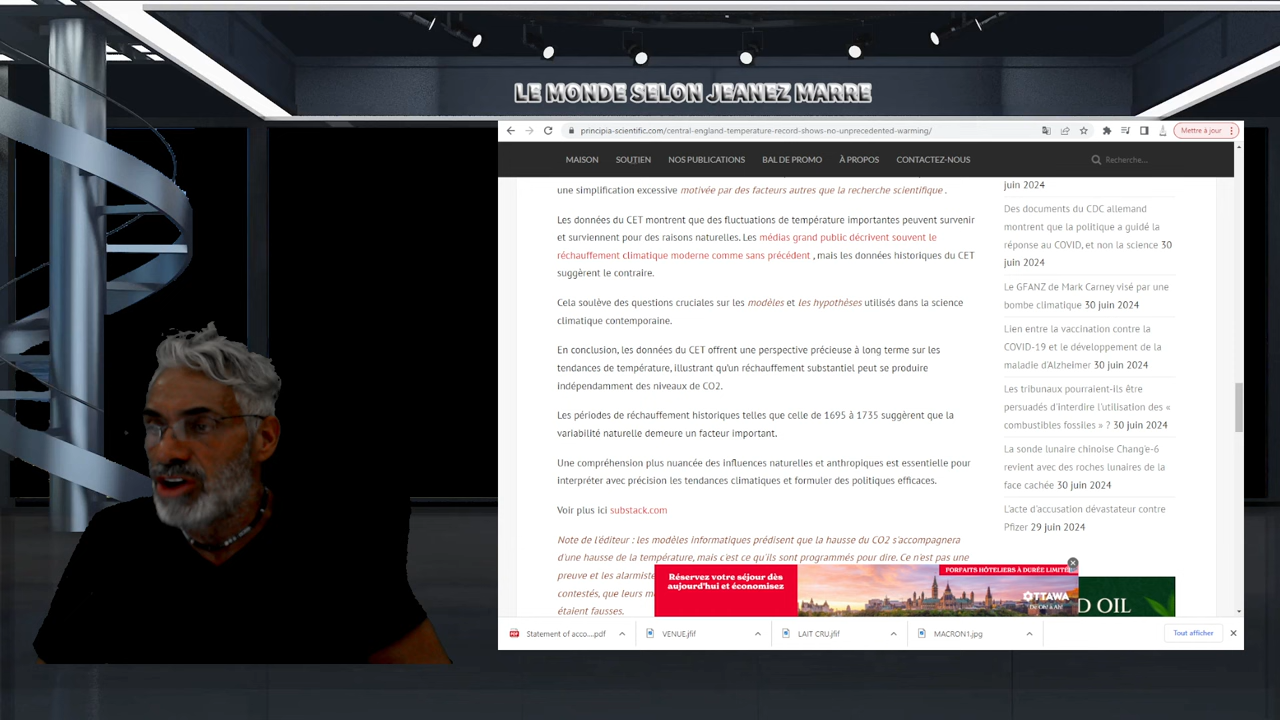 LE MONDE SELON JEANEZ MARRE
principia-scientific.com/central-england-temperature-record-shows-no-unprecedented-warming/
Mettre à jour
MAISON SOUTIEN NOS PUBLICATIONS BAL DE PROMO À PROPOS CONTACTEZ-NOUS
Recherche...
une simplification excessive motivée par des facteurs autres que la recherche scientifique .
Les données du CET montrent que des fluctuations de température importantes peuvent survenir
et surviennent pour des raisons naturelles. Les médias grand public décrivent souvent le
réchauffement climatique moderne comme sans précédent , mais les données historiques du CET
suggèrent le contraire.
Cela soulève des questions cruciales sur les modèles et les hypothèses utilisés dans la science
climatique contemporaine.
En conclusion, les données du CET offrent une perspective précieuse à long terme sur les
tendances de température, illustrant qu'un réchauffement substantiel peut se produire
indépendamment des niveaux de CO2.
Les périodes de réchauffement historiques telles que celle de 1695 à 1735 suggèrent que la
variabilité naturelle demeure un facteur important.
Une compréhension plus nuancée des influences naturelles et anthropiques est essentielle pour
interpréter avec précision les tendances climatiques et formuler des politiques efficaces.
Voir plus ici substack.com
Note de l'éditeur : les modèles informatiques prédisent que la hausse du CO2 s'accompagnera
d'une hausse de la température, mais c'est ce qu'ils sont programmés pour dire. Ce n'est pas une
preuve et les alarmiste
contestés, que leurs m
étaient fausses.
juin 2024
Des documents du CDC allemand
montrent que la politique a guidé la
réponse au COVID, et non la science 30
juin 2024
Le GFANZ de Mark Carney visé par une
bombe climatique 30 juin 2024
Lien entre la vaccination contre la
COVID-19 et le développement de la
maladie d'Alzheimer 30 juin 2024
Les tribunaux pourraient-ils être
persuadés d'interdire l'utilisation des «
combustibles fossiles » ? 30 juin 2024
La sonde lunaire chinoise Chang'e-6
revient avec des roches lunaires de la
face cachée 30 juin 2024
L'acte d'accusation dévastateur contre
Pfizer 29 juin 2024
Réservez votre séjour dès
aujourd'hui et économisez
FORFAITS HÔTELIERS À DURÉE LIMITÉE
OTTAWA
D OIL
Statement of acco....pdf
VENUE.jfif
LAIT CRU.jfif
MACRON1.jpg
Tout afficher